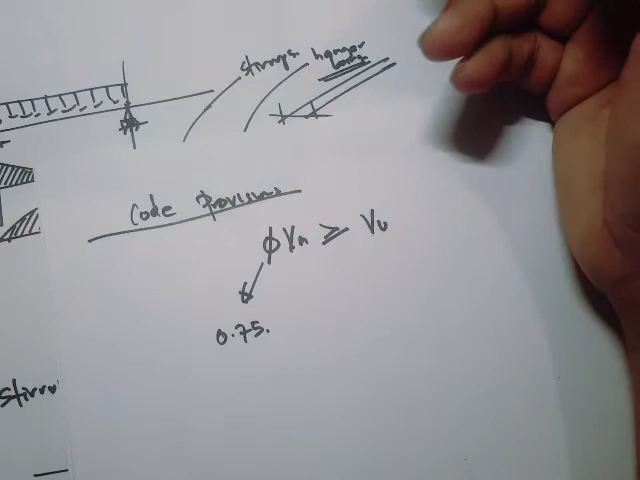 stirrups
hanger
bars
Code Provisions
ϕVn ≥ Vu
0.75.
stirru